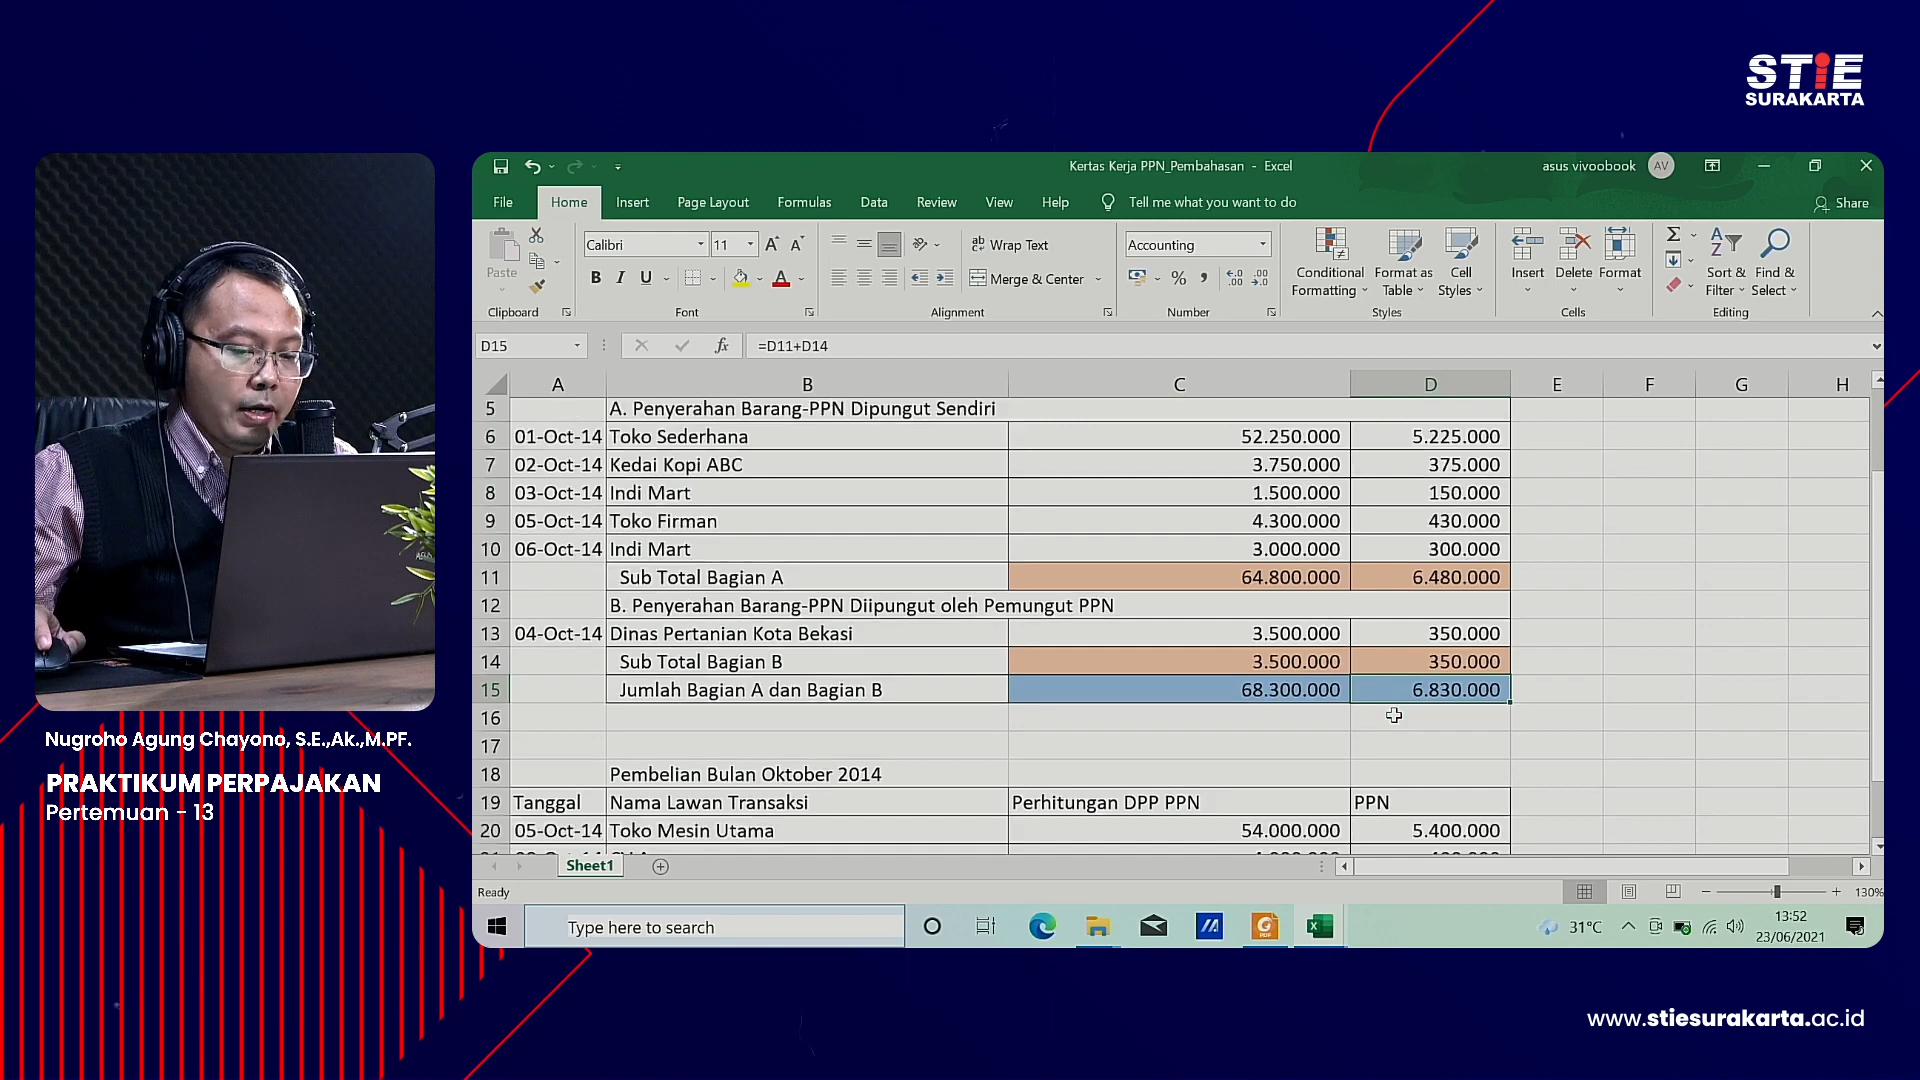 STIE
SURAKARTA
Kertas Kerja PPN_Pembahasan - Excel
asus vivoobook
AV
File
Home
Insert
Page Layout
Formulas
Data
Review
View
Help
Tell me what you want to do
Share
Paste
Calibri
11
Wrap Text
Merge & Center
Accounting
Conditional
Formatting
Format as
Table
Cell
Styles
Insert
Delete
Format
Sort &
Filter
Find &
Select
Clipboard
Font
Alignment
Number
Styles
Cells
Editing
D15
fx
=D11+D14
A B C D E F G H
5 A. Penyerahan Barang-PPN Dipungut Sendiri
6 01-Oct-14 Toko Sederhana 52.250.000 5.225.000
7 02-Oct-14 Kedai Kopi ABC 3.750.000 375.000
8 03-Oct-14 Indi Mart 1.500.000 150.000
9 05-Oct-14 Toko Firman 4.300.000 430.000
10 06-Oct-14 Indi Mart 3.000.000 300.000
11 Sub Total Bagian A 64.800.000 6.480.000
12 B. Penyerahan Barang-PPN Diipungut oleh Pemungut PPN
13 04-Oct-14 Dinas Pertanian Kota Bekasi 3.500.000 350.000
14 Sub Total Bagian B 3.500.000 350.000
15 Jumlah Bagian A dan Bagian B 68.300.000 6.830.000
16
17
18 Pembelian Bulan Oktober 2014
19 Tanggal Nama Lawan Transaksi Perhitungan DPP PPN PPN
20 05-Oct-14 Toko Mesin Utama 54.000.000 5.400.000
Sheet1
Ready
130%
Type here to search
31°C
13:52
23/06/2021
Nugroho Agung Chayono, S.E.,Ak.,M.PF.
PRAKTIKUM PERPAJAKAN
Pertemuan - 13
www.stiesurakarta.ac.id